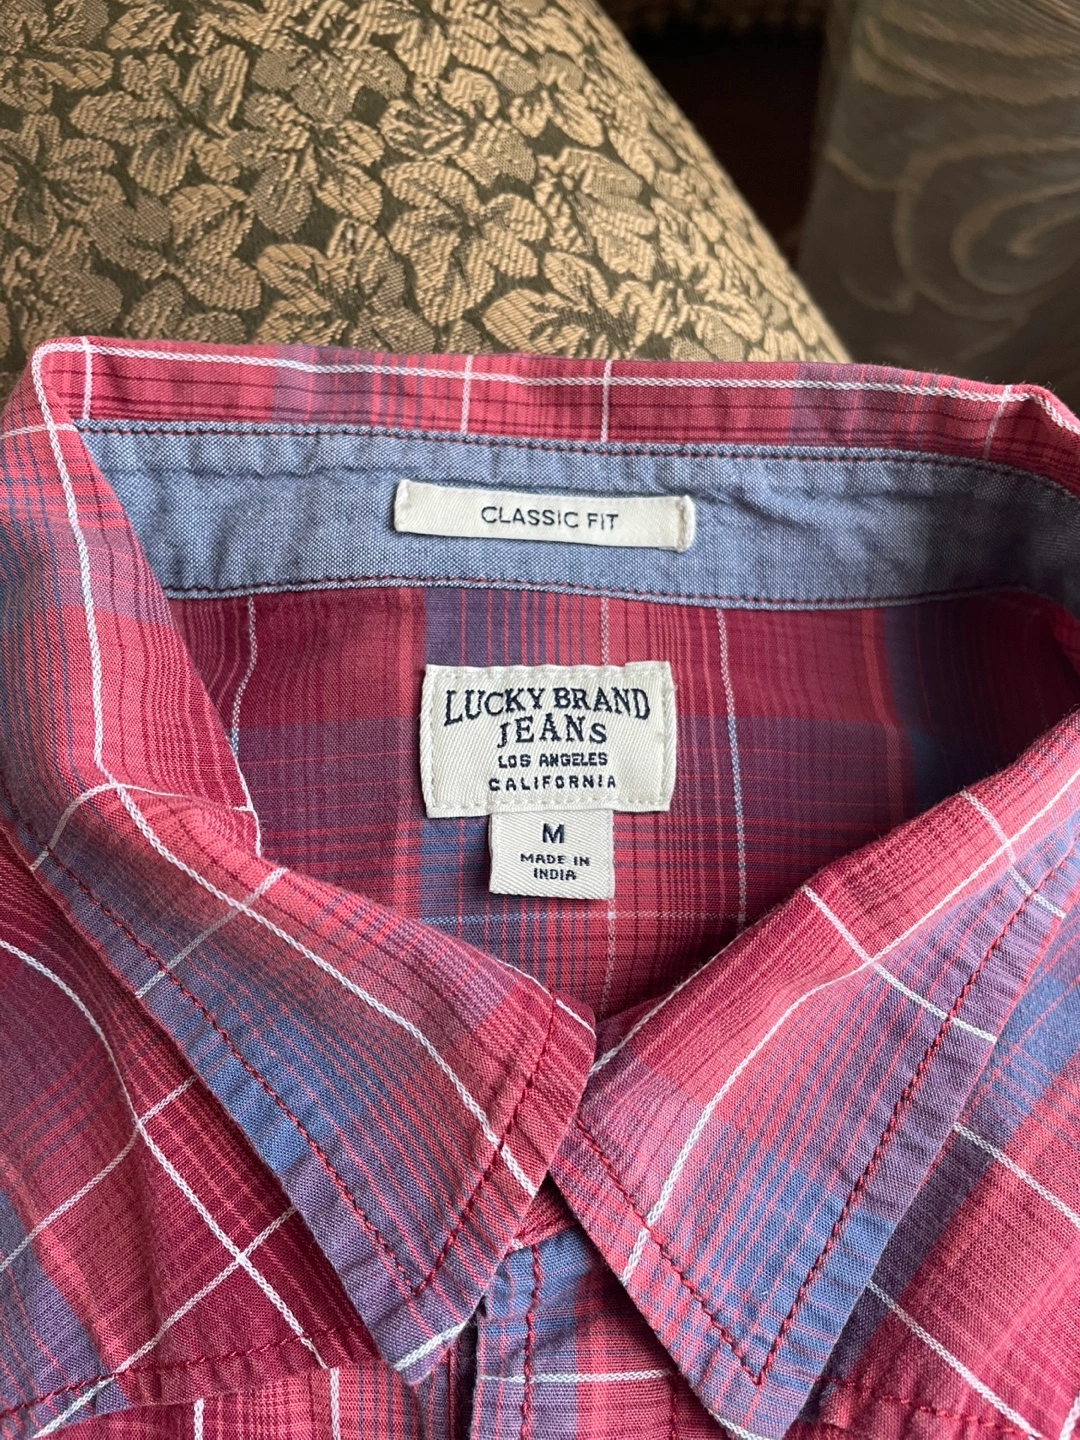 CLASSIC FIT
LUCKY BRAND
JEANS
LOS ANGELES
CALIFORNIA
M
MADE IN
INDIA